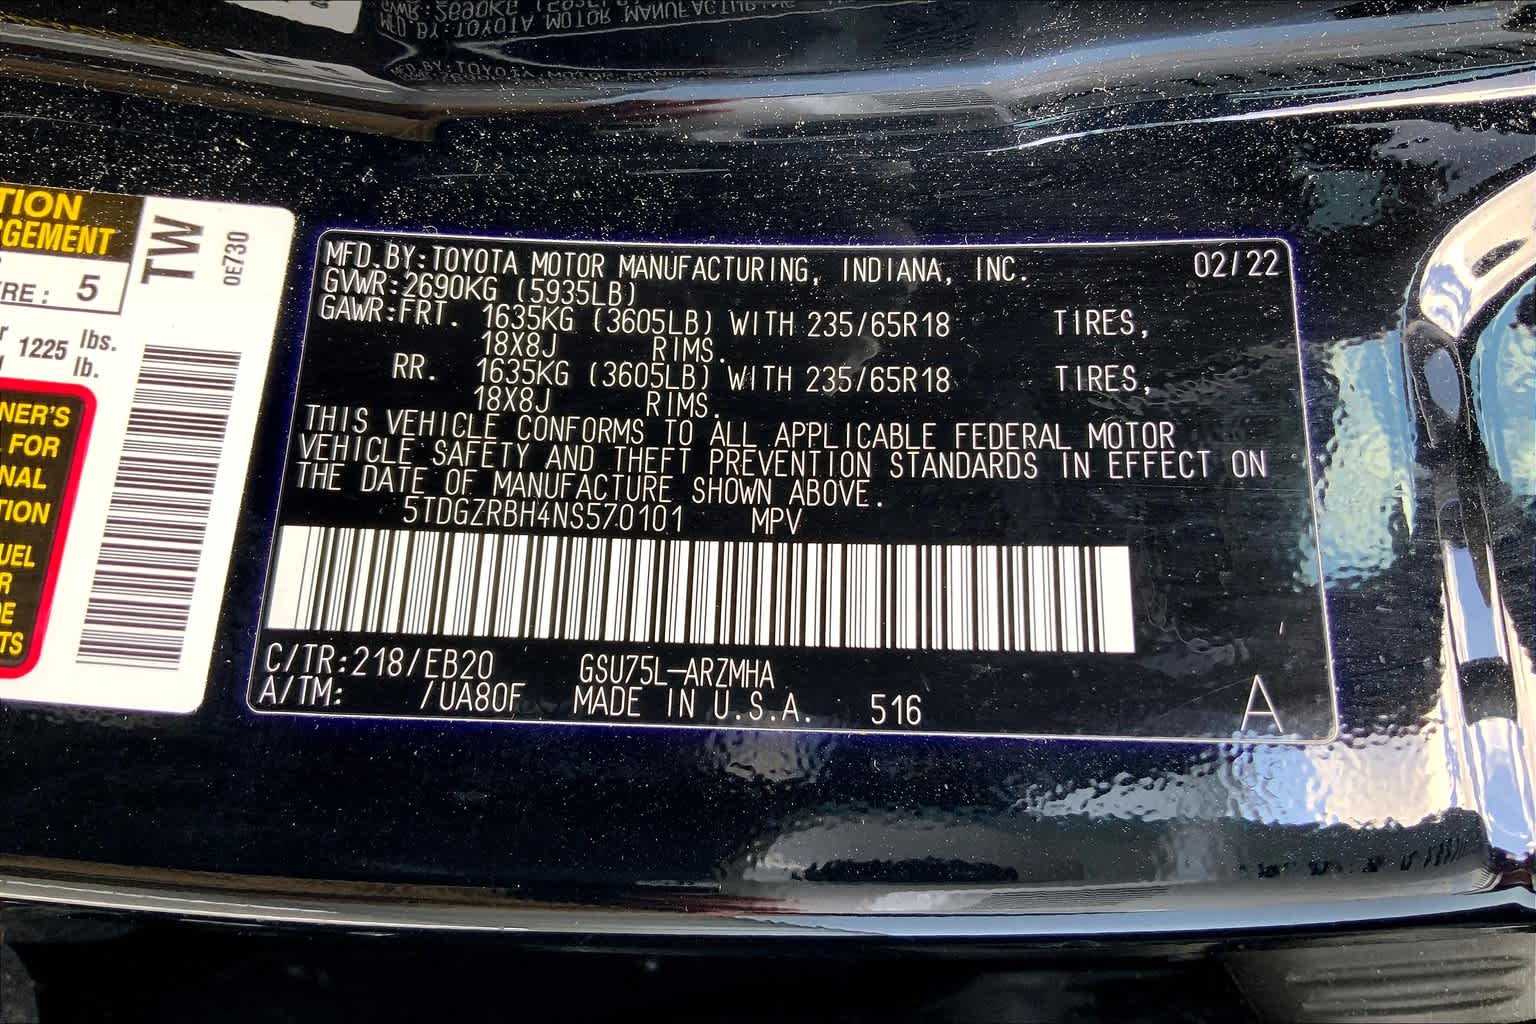 TION
GEMENT
TW
0E730
RE: 5
1225 lbs.
lb.
NER'S
FOR
NAL
TION
UEL
R
DE
TS
MFD.BY:TOYOTA MOTOR MANUFACTURING, INDIANA, INC. 02/22
GVWR:2690KG (5935LB)
GAWR:FRT. 1635KG (3605LB) WITH 235/65R18 TIRES,
18X8J RIMS.
RR. 1635KG (3605LB) WITH 235/65R18 TIRES,
18X8J RIMS.
THIS VEHICLE CONFORMS TO ALL APPLICABLE FEDERAL MOTOR
VEHICLE SAFETY AND THEFT PREVENTION STANDARDS IN EFFECT ON
THE DATE OF MANUFACTURE SHOWN ABOVE.
5TDGZRBH4NS570101 MPV
C/TR:218/EB20 GSU75L-ARZMHA
A/TM: /UA80F MADE IN U.S.A. 516 A